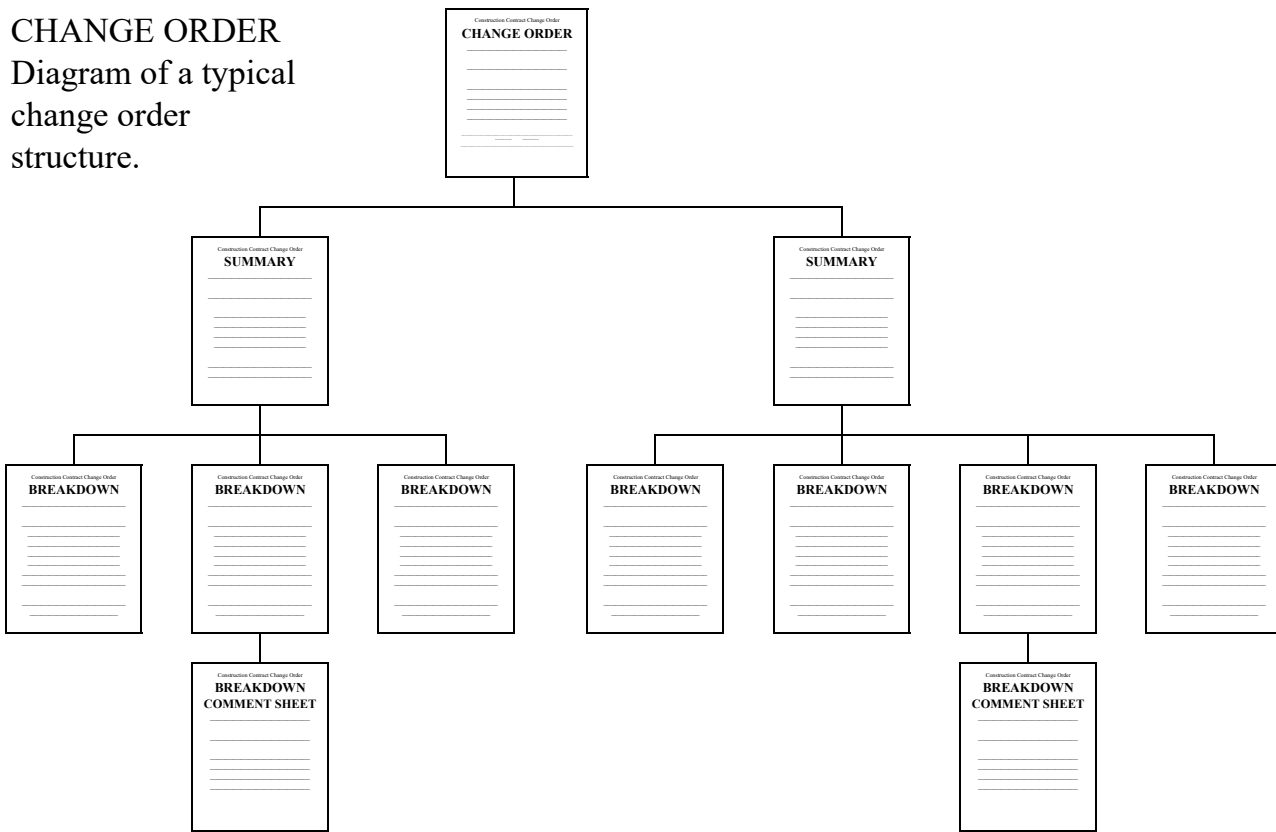 CHANGE ORDER
Diagram of a typical
change order
structure.
Construction Contract Change Order
CHANGE ORDER
Construction Contract Change Order
SUMMARY
Construction Contract Change Order
SUMMARY
Construction Contract Change Order
BREAKDOWN
Construction Contract Change Order
BREAKDOWN
Construction Contract Change Order
BREAKDOWN
Construction Contract Change Order
BREAKDOWN
Construction Contract Change Order
BREAKDOWN
Construction Contract Change Order
BREAKDOWN
Construction Contract Change Order
BREAKDOWN
Construction Contract Change Order
BREAKDOWN
COMMENT SHEET
Construction Contract Change Order
BREAKDOWN
COMMENT SHEET